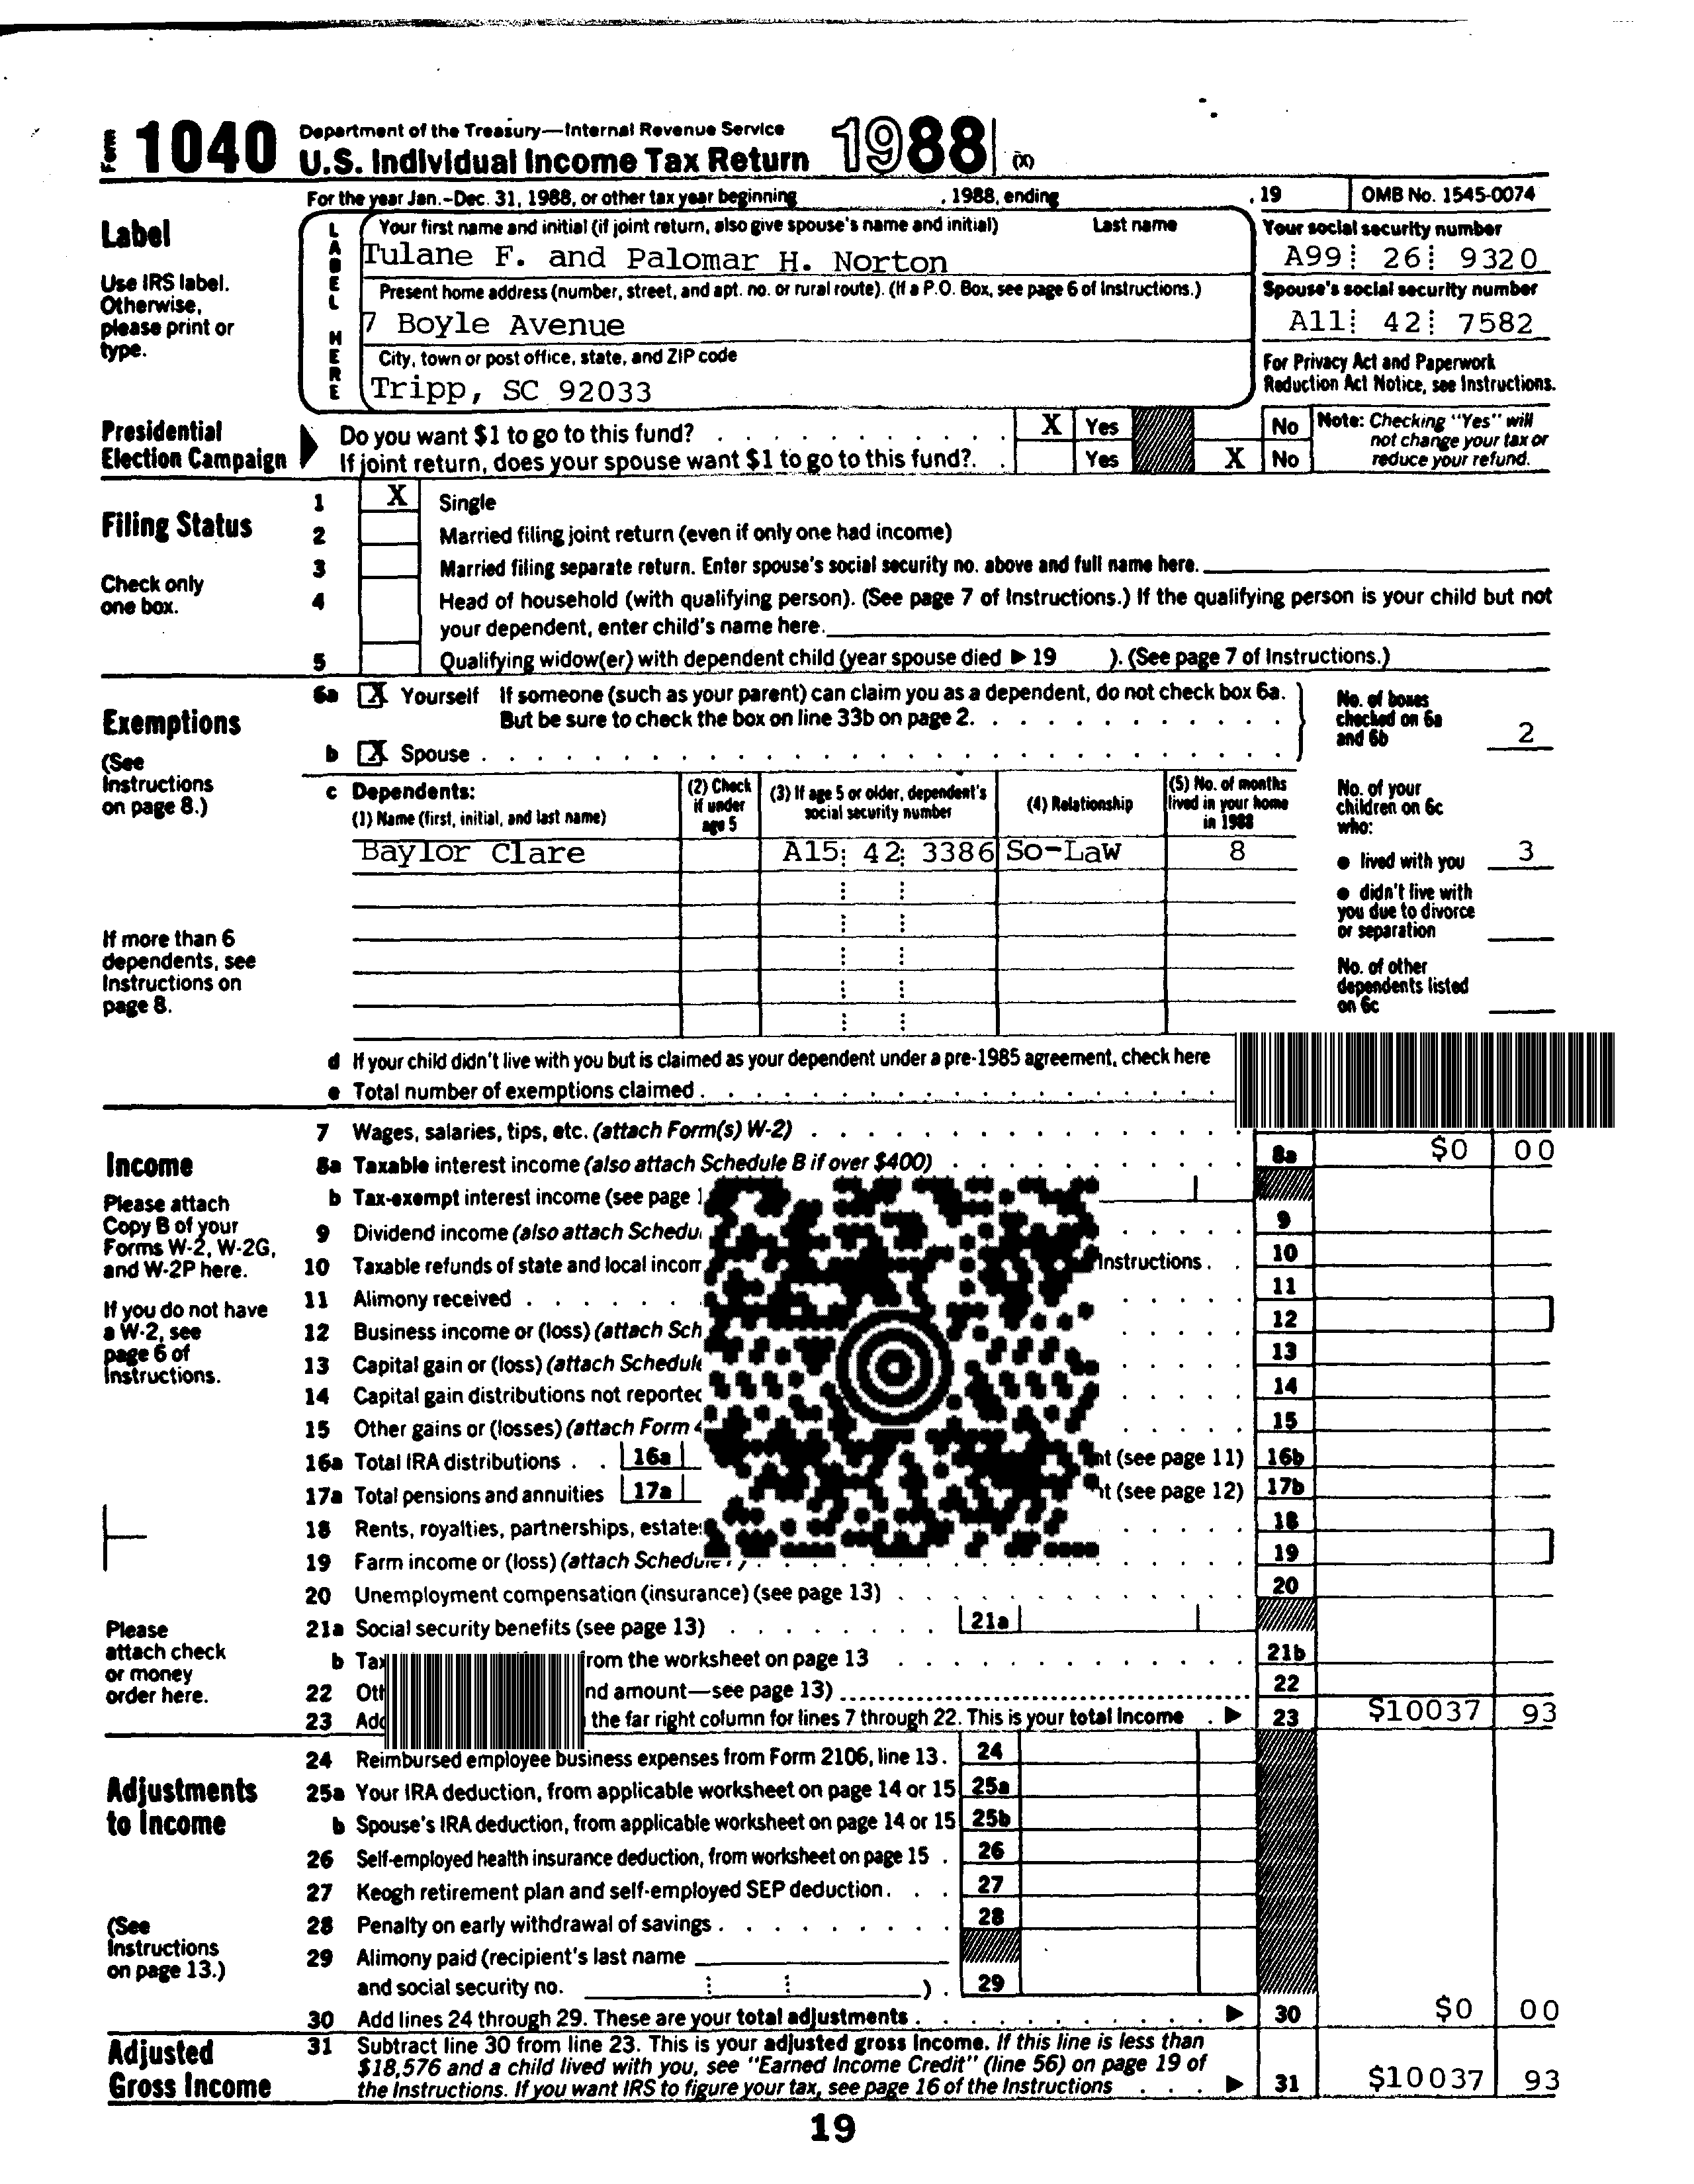 Form 1040 Department of the Treasury—Internal Revenue Service
U.S. Individual Income Tax Return 1988 (X)
For the year Jan.-Dec. 31, 1988, or other tax year beginning , 1988, ending , 19 OMB No. 1545-0074
Label
Use IRS label.
Otherwise,
please print or
type.
LABEL HERE
Your first name and initial (if joint return, also give spouse's name and initial) Last name
Tulane F. and Palomar H. Norton
Your social security number
A99 26 9320
Present home address (number, street, and apt. no. or rural route). (If a P.O. Box, see page 6 of Instructions.)
7 Boyle Avenue
Spouse's social security number
A11 42 7582
City, town or post office, state, and ZIP code
Tripp, SC 92033
For Privacy Act and Paperwork
Reduction Act Notice, see Instructions.
Presidential
Election Campaign
Do you want $1 to go to this fund? X Yes No
If joint return, does your spouse want $1 to go to this fund?. Yes X No
Note: Checking "Yes" will
not change your tax or
reduce your refund.
Filing Status
Check only
one box.
1 X Single
2 Married filing joint return (even if only one had income)
3 Married filing separate return. Enter spouse's social security no. above and full name here.
4 Head of household (with qualifying person). (See page 7 of Instructions.) If the qualifying person is your child but not
your dependent, enter child's name here.
5 Qualifying widow(er) with dependent child (year spouse died ▶ 19 ). (See page 7 of Instructions.)
Exemptions
(See
Instructions
on page 8.)
6a X Yourself If someone (such as your parent) can claim you as a dependent, do not check box 6a.
But be sure to check the box on line 33b on page 2.
b X Spouse
No. of boxes
checked on 6a
and 6b 2
c Dependents:
(1) Name (first, initial, and last name)
(2) Check
if under
age 5
(3) If age 5 or older, dependent's
social security number
(4) Relationship
(5) No. of months
lived in your home
in 1988
Baylor Clare A15 42 3386 So-Law 8
No. of your
children on 6c
who:
● lived with you 3
● didn't live with
you due to divorce
or separation
No. of other
dependents listed
on 6c
If more than 6
dependents, see
Instructions on
page 8.
d If your child didn't live with you but is claimed as your dependent under a pre-1985 agreement, check here
e Total number of exemptions claimed
Income
Please attach
Copy B of your
Forms W-2, W-2G,
and W-2P here.
If you do not have
a W-2, see
page 6 of
Instructions.
Please
attach check
or money
order here.
7 Wages, salaries, tips, etc. (attach Form(s) W-2)
8a Taxable interest income (also attach Schedule B if over $400) 8a $0 00
b Tax-exempt interest income (see page
9 Dividend income (also attach 9
10 Taxable refunds of state and local Instructions 10
11 Alimony received 11
12 Business income or (loss) (attach 12
13 Capital gain or (loss) (attach 13
14 Capital gain distributions not 14
15 Other gains or (losses) (attach Form 15
16a Total IRA distributions 16a (see page 11) 16b
17a Total pensions and annuities 17a (see page 12) 17b
18 Rents, royalties, partnerships, 18
19 Farm income or (loss) (attach 19
20 Unemployment compensation (insurance) (see page 13) 20
21a Social security benefits (see page 13) 21a
b from the worksheet on page 13 21b
22 amount—see page 13) 22
23 the far right column for lines 7 through 22. This is your total income ▶ 23 $10037 93
Adjustments
to Income
(See
Instructions
on page 13.)
24 Reimbursed employee business expenses from Form 2106, line 13. 24
25a Your IRA deduction, from applicable worksheet on page 14 or 15 25a
b Spouse's IRA deduction, from applicable worksheet on page 14 or 15 25b
26 Self-employed health insurance deduction, from worksheet on page 15 26
27 Keogh retirement plan and self-employed SEP deduction 27
28 Penalty on early withdrawal of savings 28
29 Alimony paid (recipient's last name
and social security no. ) 29
30 Add lines 24 through 29. These are your total adjustments ▶ 30 $0 00
Adjusted
Gross Income
31 Subtract line 30 from line 23. This is your adjusted gross income. If this line is less than
$18,576 and a child lived with you, see "Earned Income Credit" (line 56) on page 19 of
the Instructions. If you want IRS to figure your tax, see page 16 of the Instructions ▶ 31 $10037 93
19